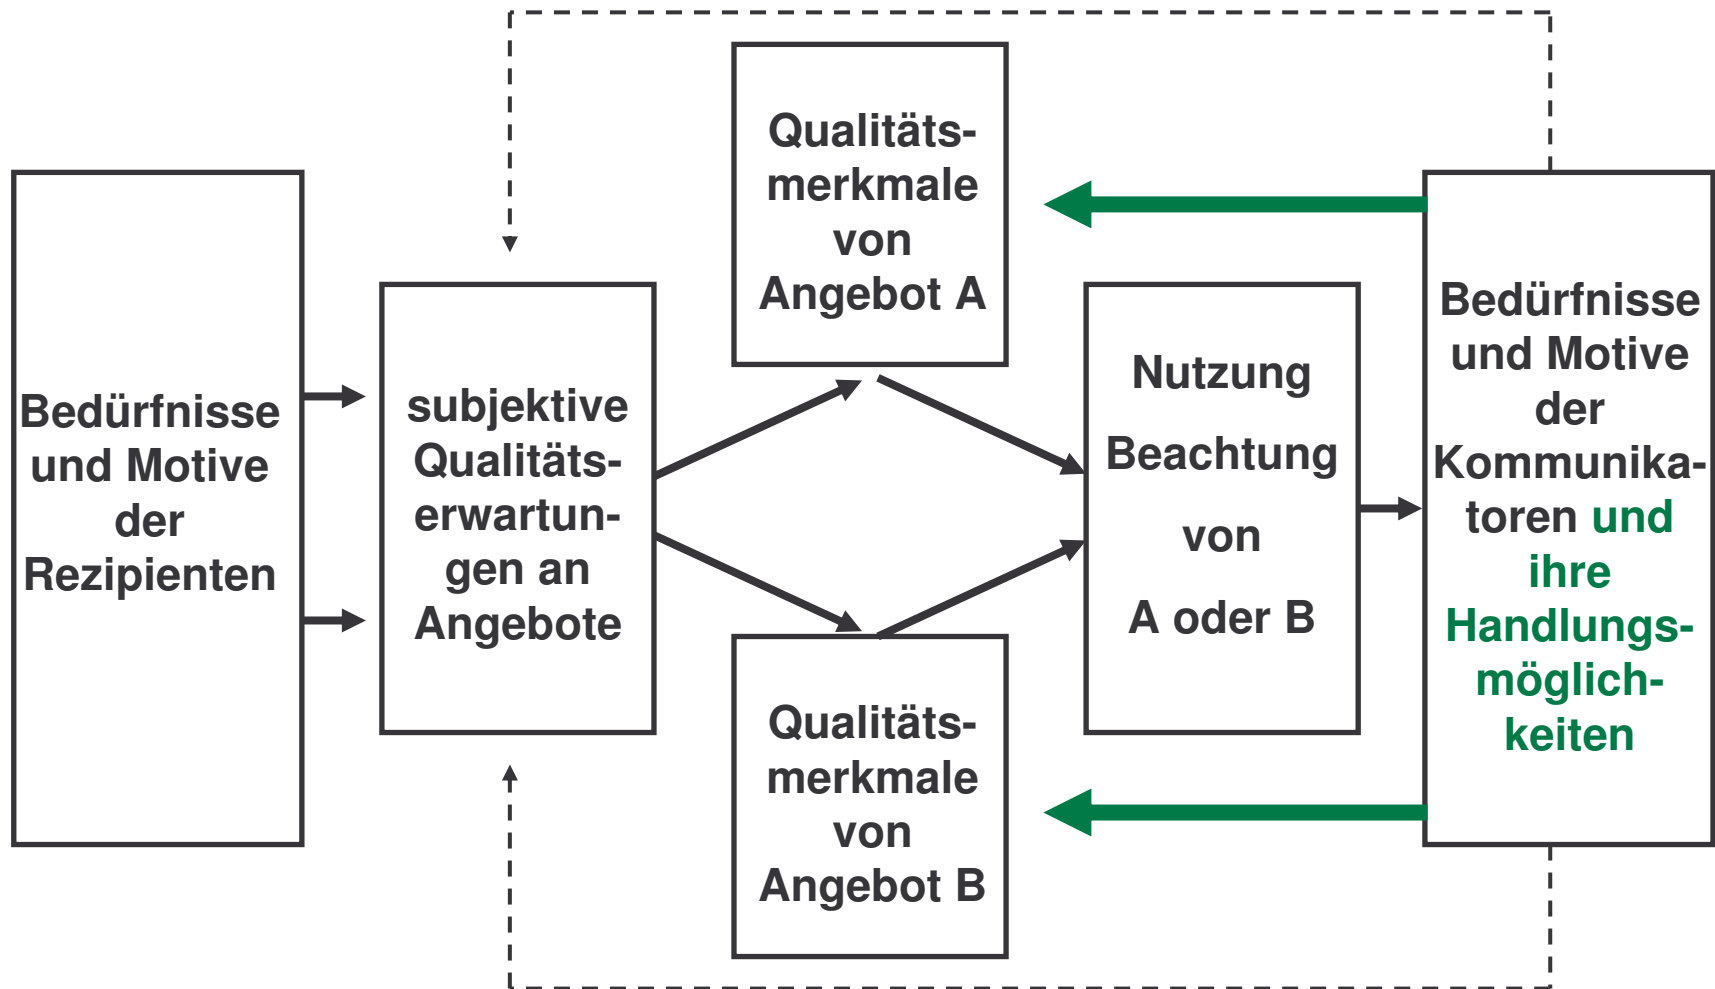 Bedürfnisse
und Motive
der
Rezipienten
subjektive
Qualitäts-
erwartun-
gen an
Angebote
Qualitäts-
merkmale
von
Angebot A
Qualitäts-
merkmale
von
Angebot B
Nutzung
Beachtung
von
A oder B
Bedürfnisse
und Motive
der
Kommunika-
toren und
ihre
Handlungs-
möglich-
keiten